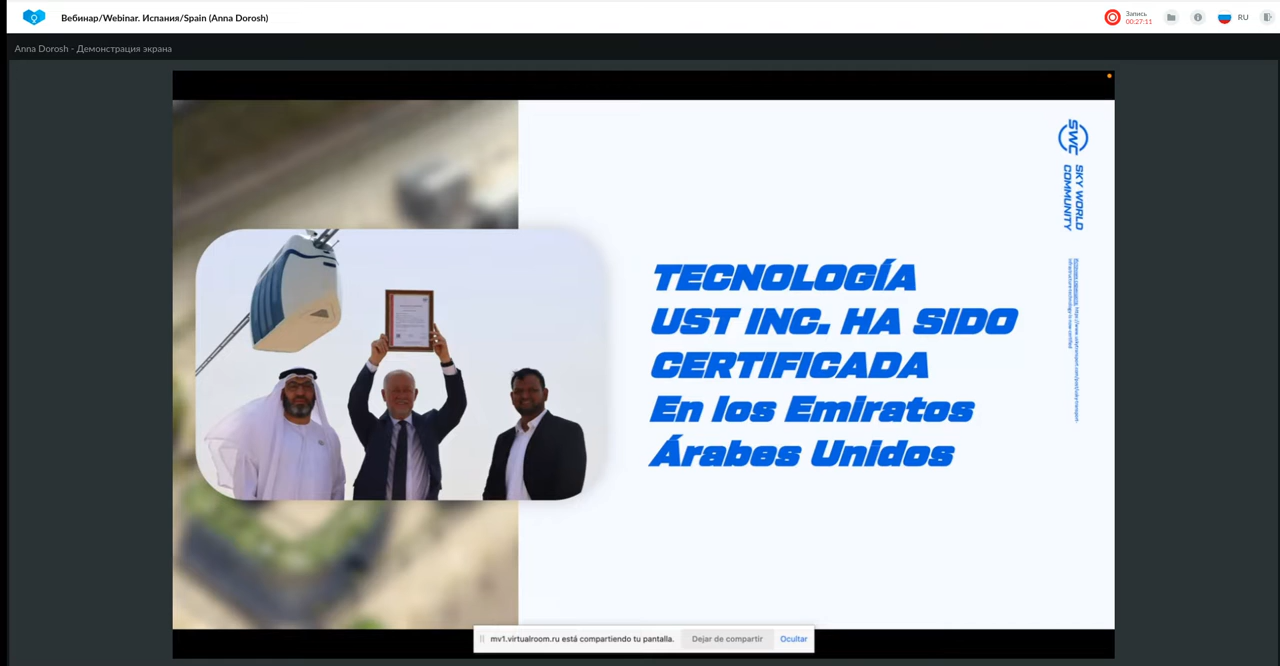 Вебинар/Webinar. Испания/Spain (Anna Dorosh)
Запись
00:27:11
RU
Anna Dorosh - Демонстрация экрана
SWC
SKY WORLD
COMMUNITY
TECNOLOGÍA
UST INC. HA SIDO
CERTIFICADA
En los Emiratos
Árabes Unidos
mv1.virtualroom.ru está compartiendo tu pantalla.
Dejar de compartir
Ocultar